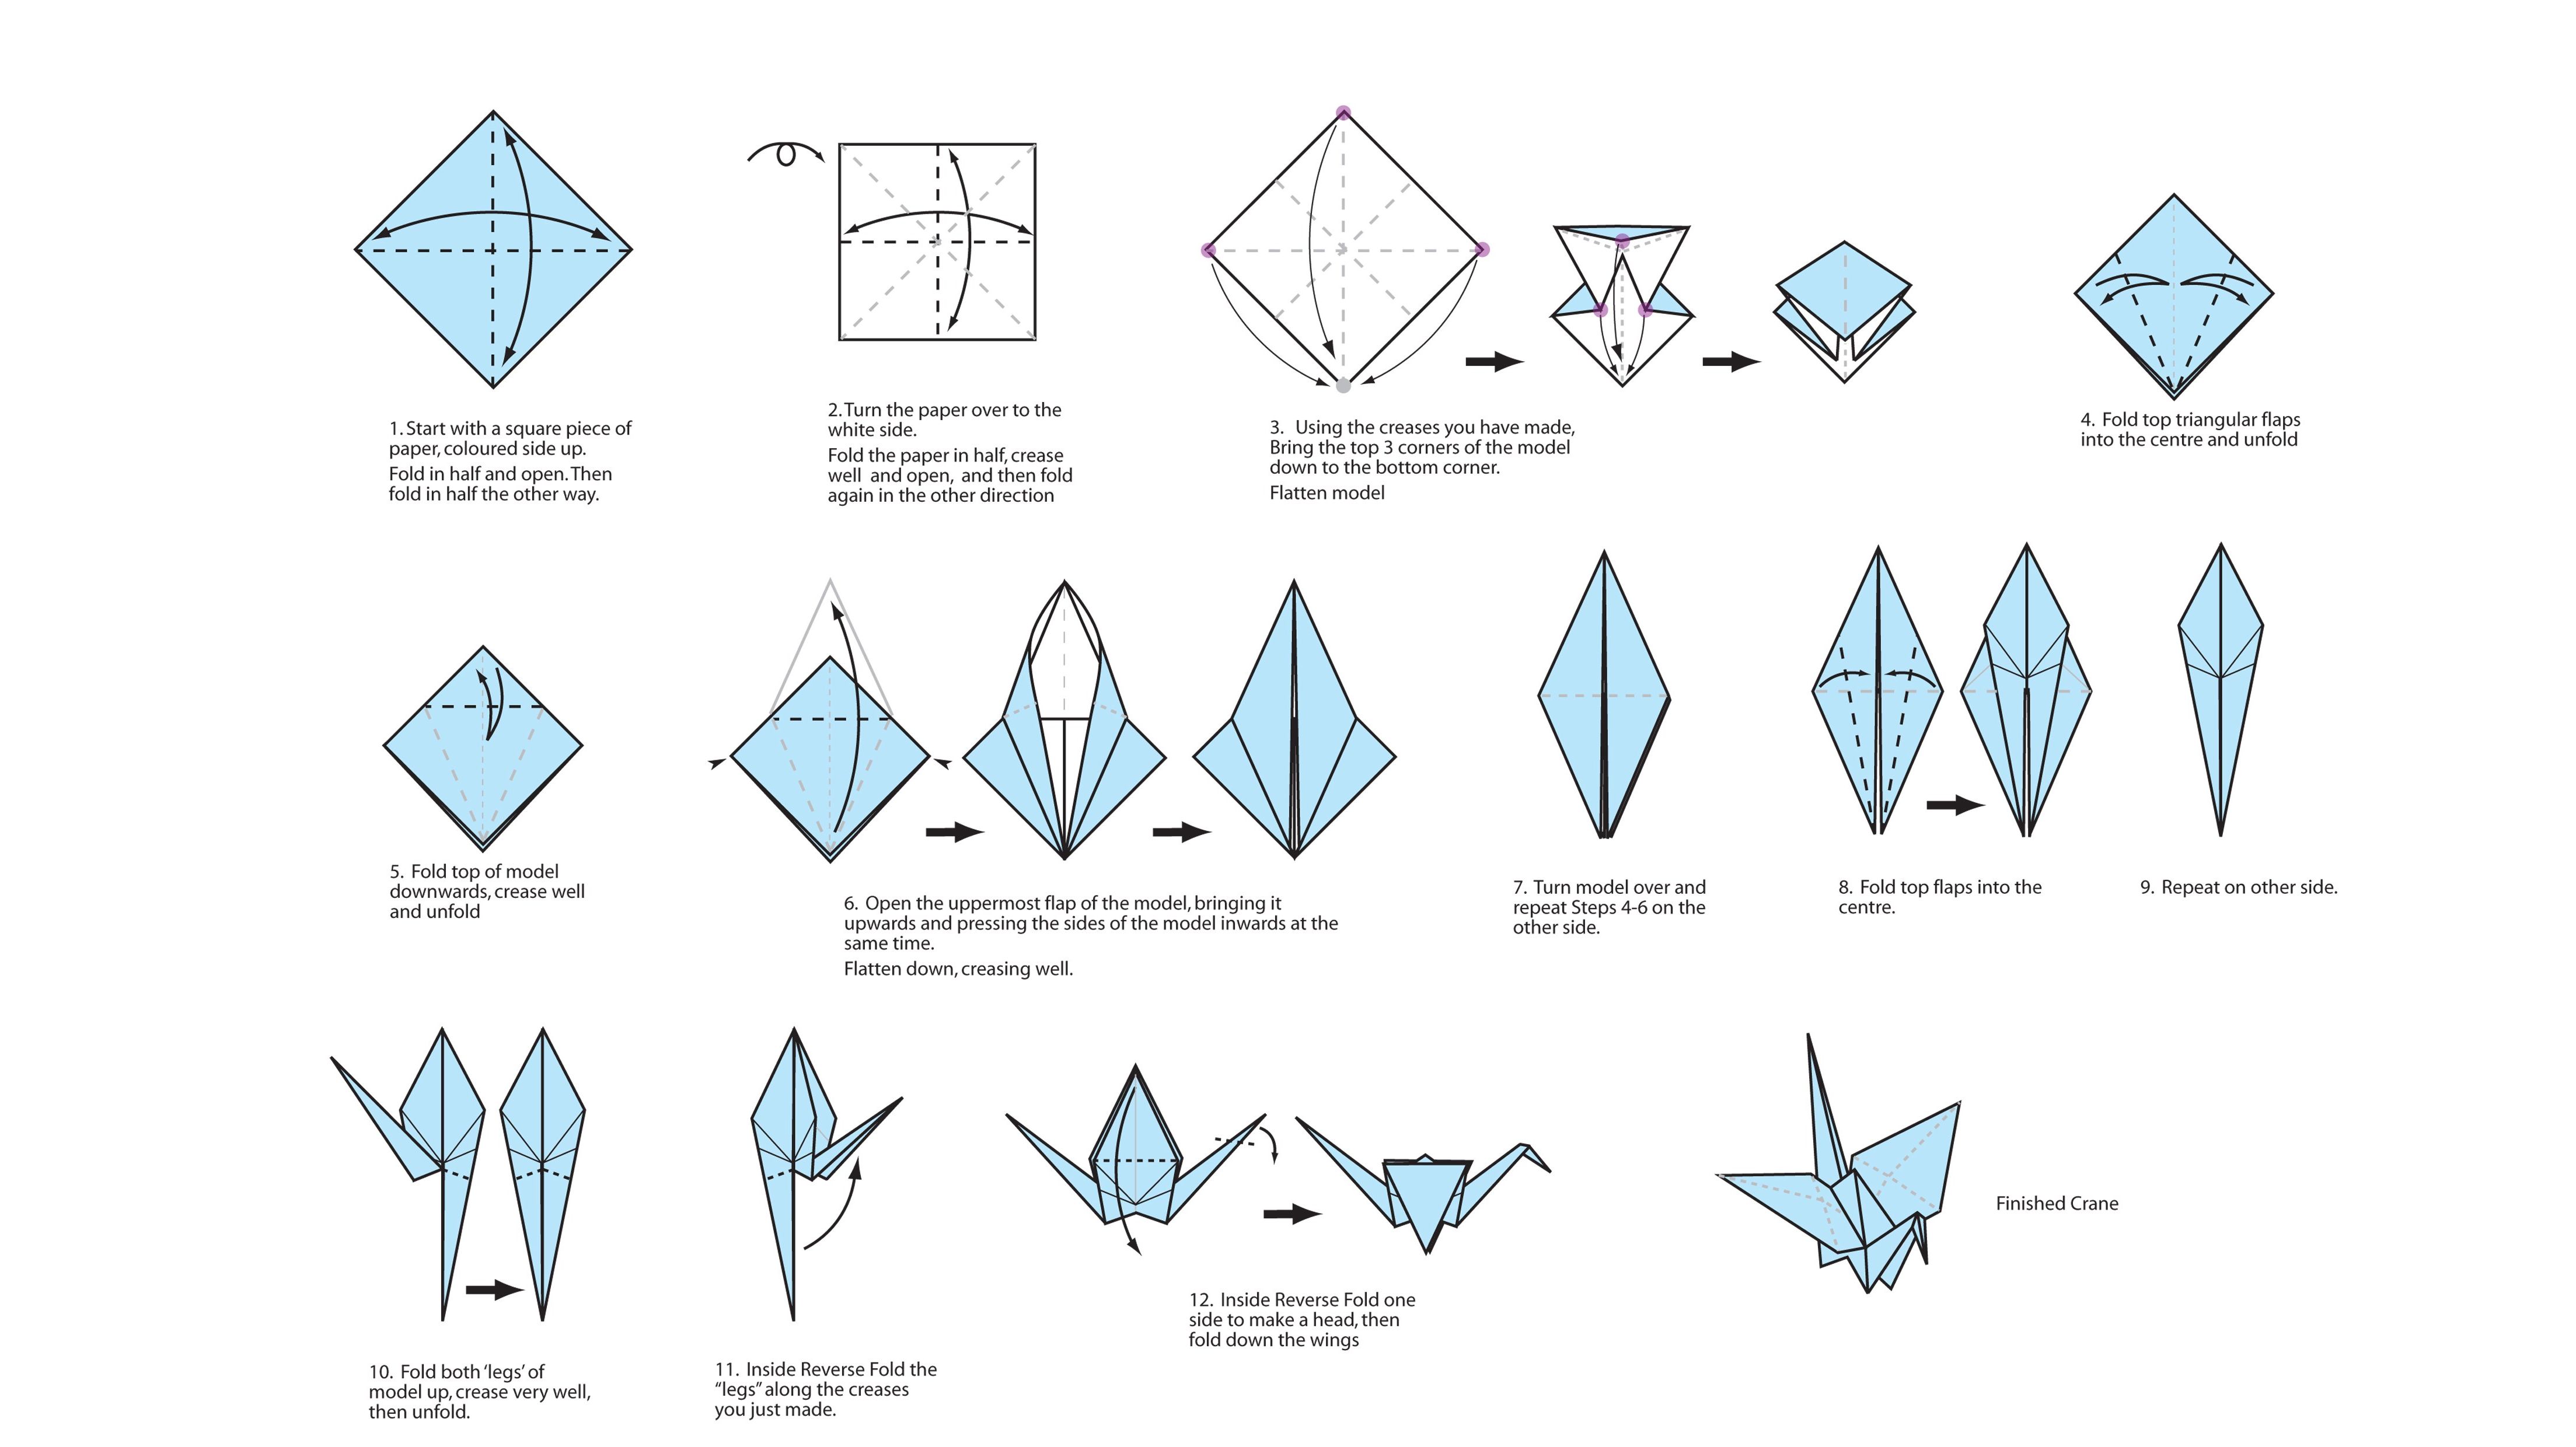 1. Start with a square piece of
paper, coloured side up.
Fold in half and open. Then
fold in half the other way.
2. Turn the paper over to the
white side.
Fold the paper in half, crease
well and open, and then fold
again in the other direction
3. Using the creases you have made,
Bring the top 3 corners of the model
down to the bottom corner.
Flatten model
4. Fold top triangular flaps
into the centre and unfold
5. Fold top of model
downwards, crease well
and unfold
6. Open the uppermost flap of the model, bringing it
upwards and pressing the sides of the model inwards at the
same time.
Flatten down, creasing well.
7. Turn model over and
repeat Steps 4-6 on the
other side.
8. Fold top flaps into the
centre.
9. Repeat on other side.
10. Fold both ‘legs’ of
model up, crease very well,
then unfold.
11. Inside Reverse Fold the
“legs” along the creases
you just made.
12. Inside Reverse Fold one
side to make a head, then
fold down the wings
Finished Crane